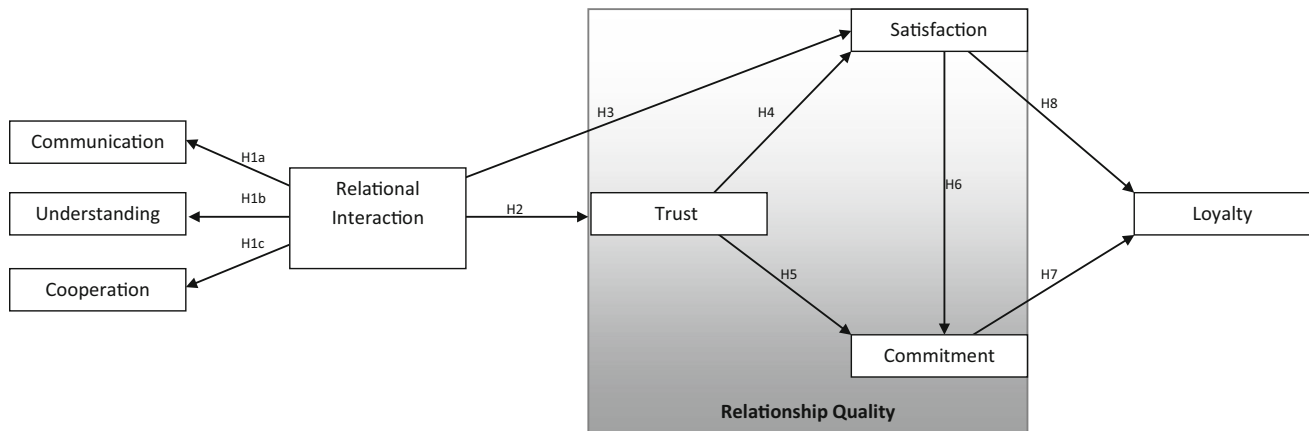 Satisfaction
H3
H4
H8
Communication
H1a
Relational
Interaction
H1b
Understanding
H2
Trust
H6
Loyalty
H1c
Cooperation
H5
H7
Commitment
Relationship Quality